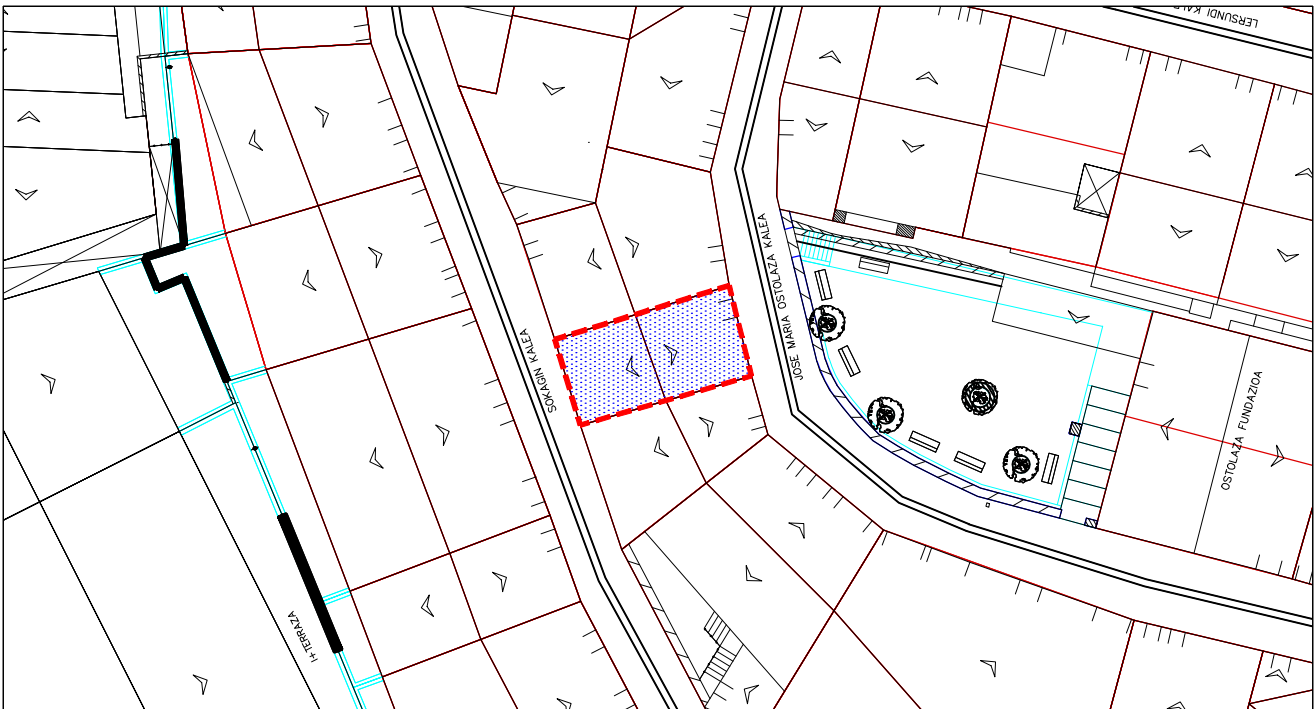 LERSUNDI KALE
JOSE MARIA OSTOLAZA KALEA
SOKAGIN KALEA
OSTOLAZA FUNDAZIOA
I+TERRAZA